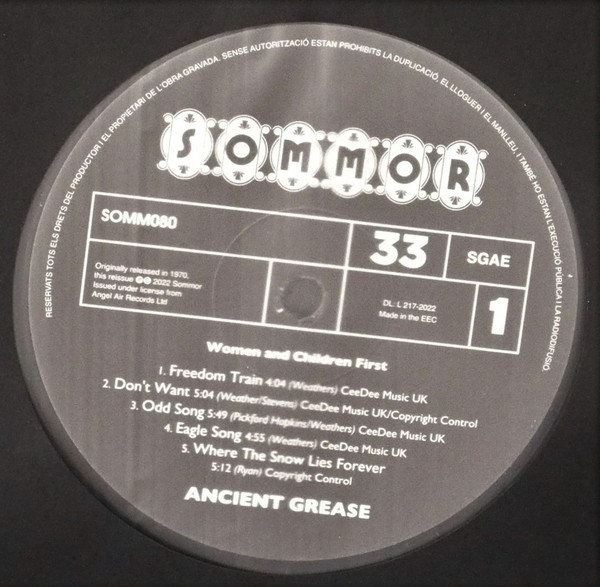 RESERVATS TOTS ELS DRETS DEL PRODUCTOR I EL PROPIETARI DE L'OBRA GRAVADA. SENSE AUTORITZACIÓ ESTAN PROHIBITS LA DUPLICACIÓ, EL LLOGUER I EL MANLLEU, I TAMBÉ HO ESTAN L'EXECUCIÓ PÚBLICA I LA RADIODIFUSIÓ.
SOMMOR
SOMM080
33
SGAE
Originally released in 1970,
this reissue ℗© 2022 Sommor
Issued under license from
Angel Air Records Ltd
DL: L 217-2022
Made in the EEC
1
Women and Children First
1. Freedom Train 4:04 (Weathers) CeeDee Music UK
2. Don't Want 5:04 (Weather/Stevens) CeeDee Music UK/Copyright Control
3. Odd Song 5:49 (Pickford Hopkins/Weathers) CeeDee Music UK
4. Eagle Song 4:55 (Weathers) CeeDee Music UK
5. Where The Snow Lies Forever
5:12 (Ryan) Copyright Control
ANCIENT GREASE